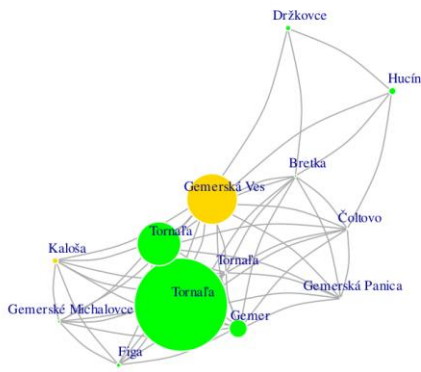 Držkovce
Hucín
Bretka
Gemerská Ves
Čoltovo
Tornaľa
Kaloša
Tornaľa
Gemerská Panica
Tornaľa
Gemerské Michalovce
Gemer
Figa